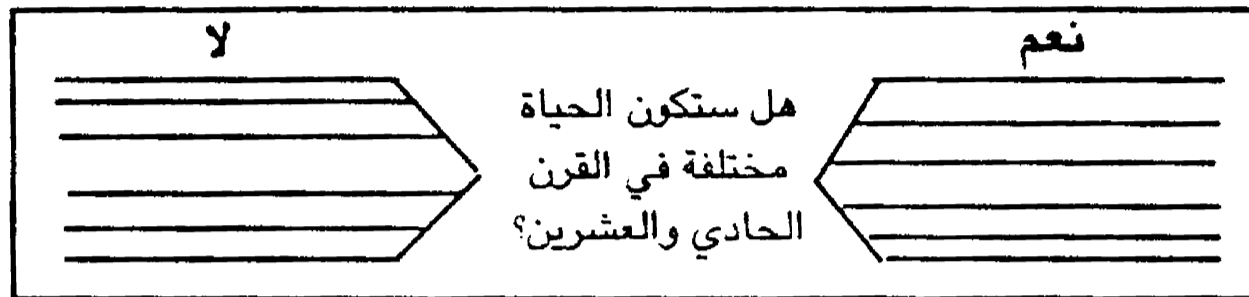 نعم
لا
هل ستكون الحياة
مختلفة في القرن
الحادي والعشرين؟